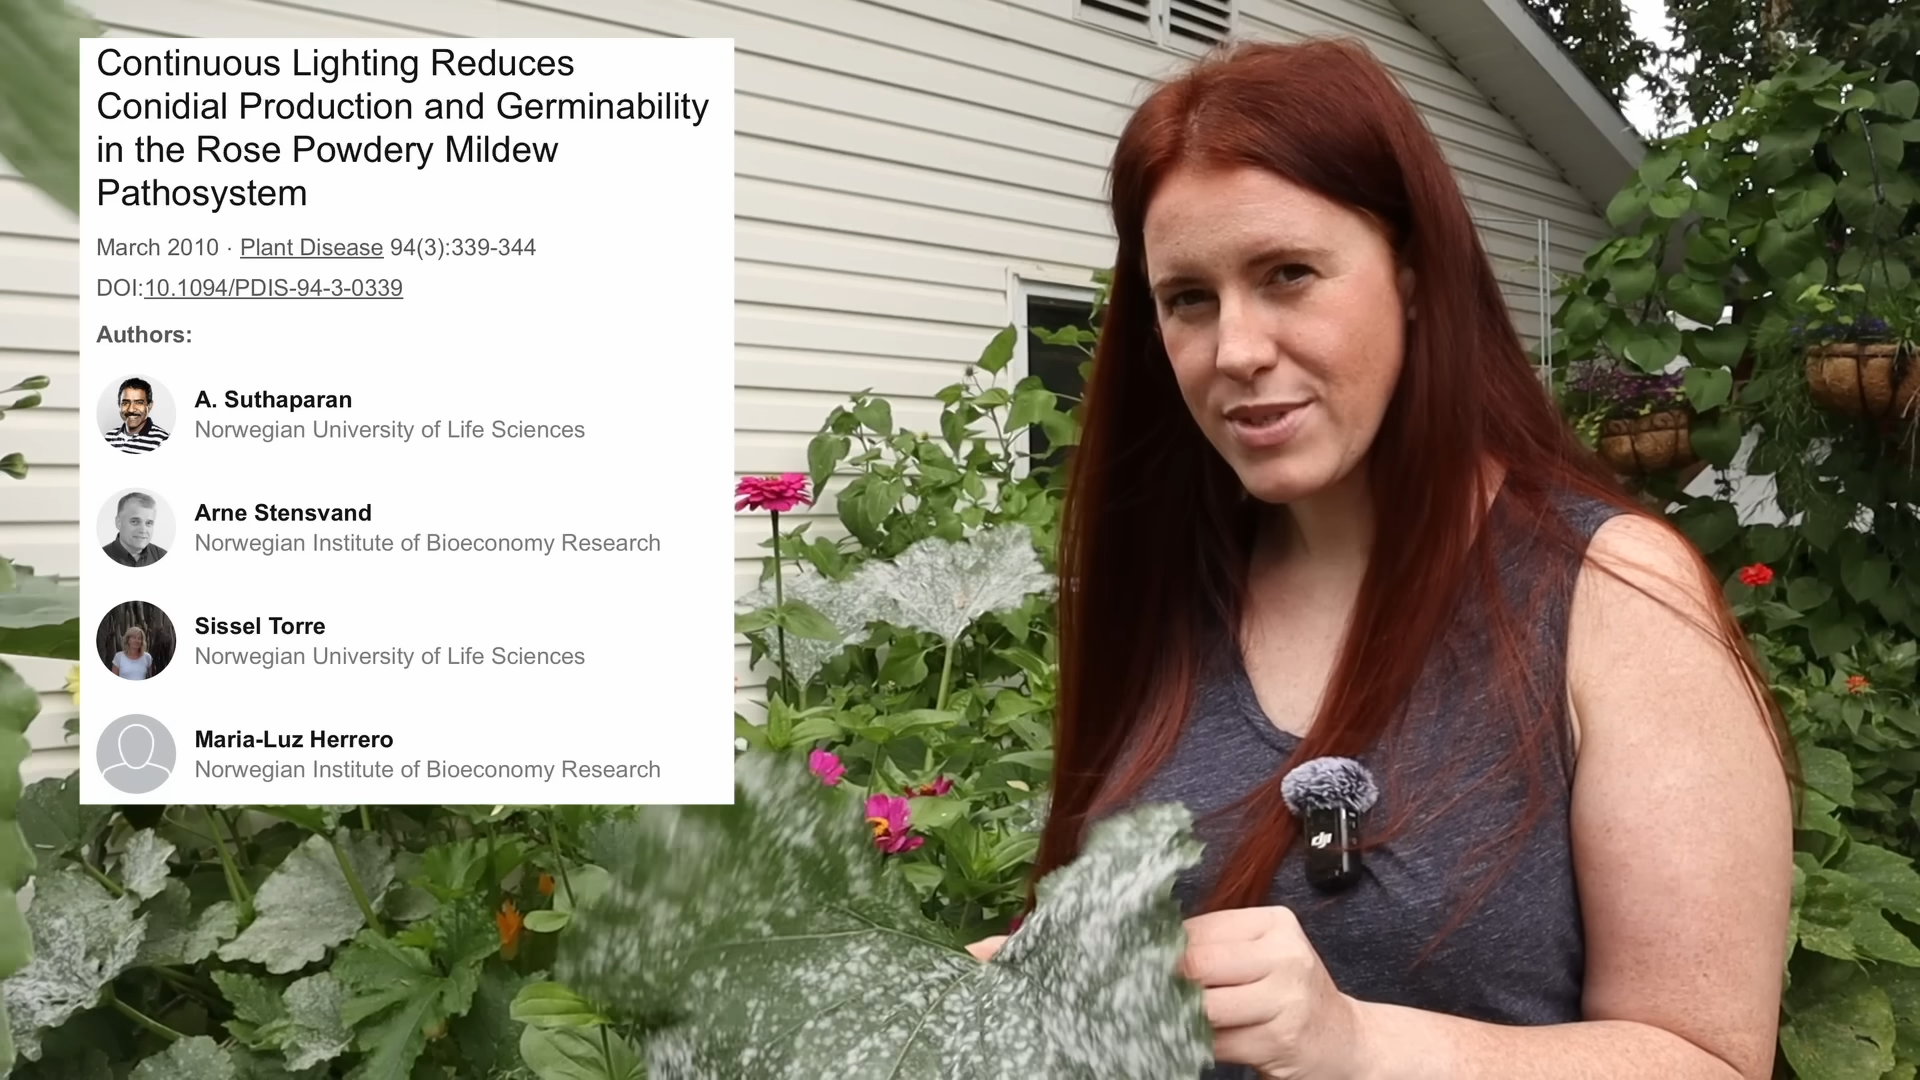 Continuous Lighting Reduces
Conidial Production and Germinability
in the Rose Powdery Mildew
Pathosystem
March 2010 · Plant Disease 94(3):339-344
DOI:10.1094/PDIS-94-3-0339
Authors:
A. Suthaparan
Norwegian University of Life Sciences
Arne Stensvand
Norwegian Institute of Bioeconomy Research
Sissel Torre
Norwegian University of Life Sciences
Maria-Luz Herrero
Norwegian Institute of Bioeconomy Research
dji